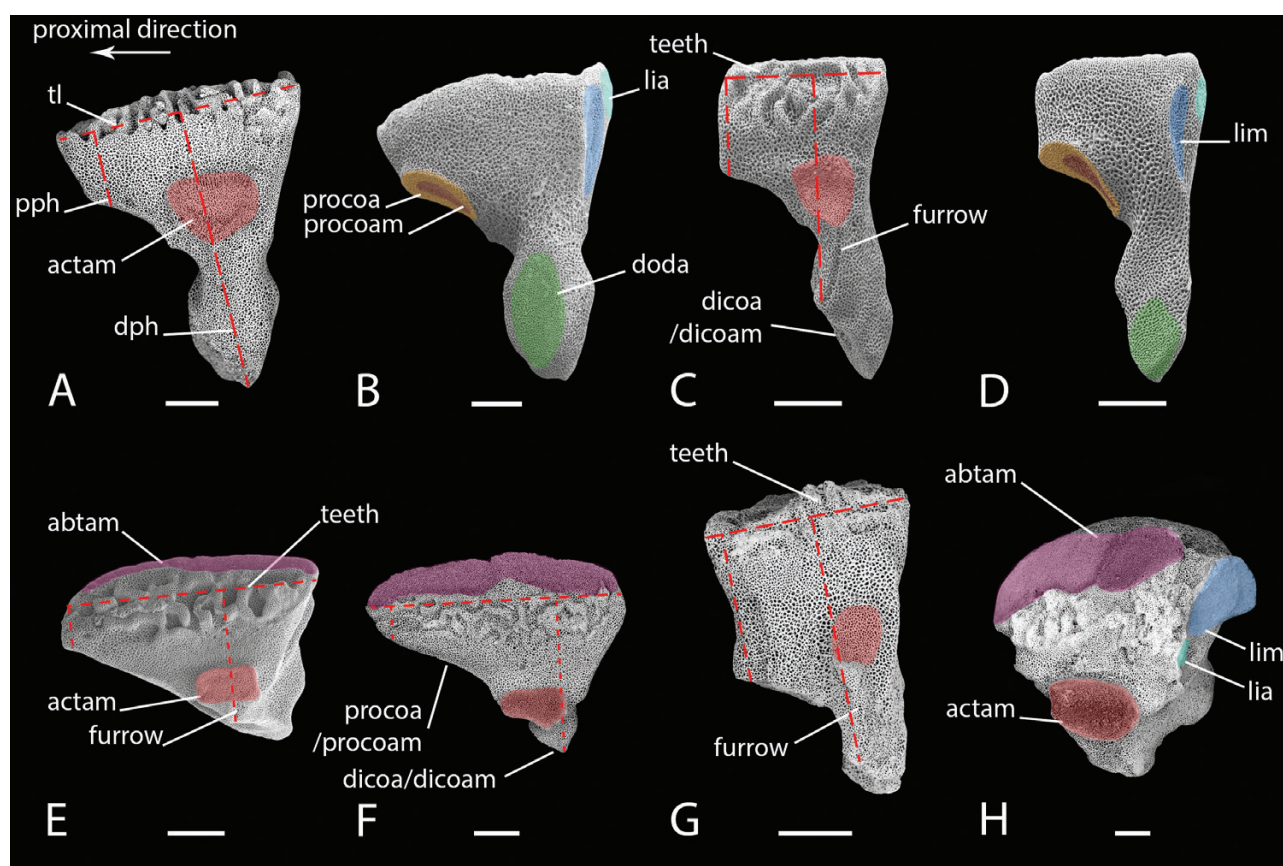 proximal direction
tl
pph
actam
dph
A
procoa
procoam
lia
doda
B
teeth
furrow
dicoa
/dicoam
C
lim
D
abtam
teeth
actam
furrow
E
procoa
/procoam
dicoa/dicoam
F
teeth
furrow
G
abtam
lim
lia
actam
H